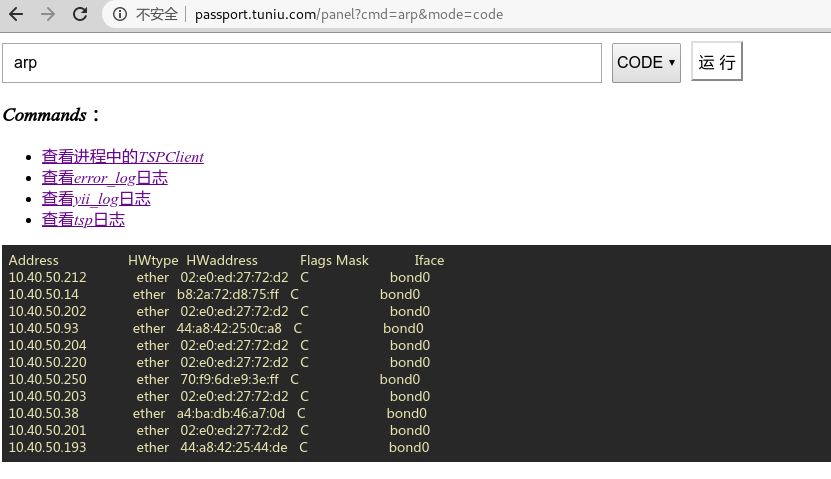 不安全 passport.tuniu.com/panel?cmd=arp&mode=code
arp CODE 运 行
Commands：
查看进程中的TSPClient
查看error_log日志
查看yii_log日志
查看tsp日志
Address HWtype HWaddress Flags Mask Iface
10.40.50.212 ether 02:e0:ed:27:72:d2 C bond0
10.40.50.14 ether b8:2a:72:d8:75:ff C bond0
10.40.50.202 ether 02:e0:ed:27:72:d2 C bond0
10.40.50.93 ether 44:a8:42:25:0c:a8 C bond0
10.40.50.204 ether 02:e0:ed:27:72:d2 C bond0
10.40.50.220 ether 02:e0:ed:27:72:d2 C bond0
10.40.50.250 ether 70:f9:6d:e9:3e:ff C bond0
10.40.50.203 ether 02:e0:ed:27:72:d2 C bond0
10.40.50.38 ether a4:ba:db:46:a7:0d C bond0
10.40.50.201 ether 02:e0:ed:27:72:d2 C bond0
10.40.50.193 ether 44:a8:42:25:44:de C bond0